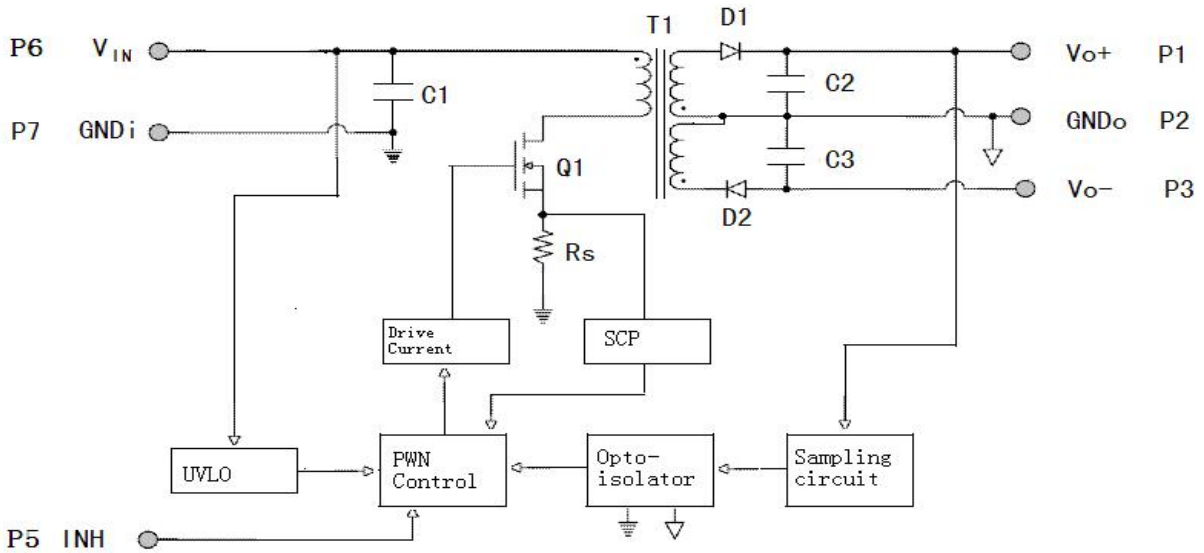 T1
D1
P6 VIN
C1
C2
Vo+ P1
P7 GNDi
GNDo P2
Q1
C3
D2
Vo- P3
Rs
Drive
Current
SCP
UVLO
PWN
Control
Opto-
isolator
Sampling
circuit
P5 INH